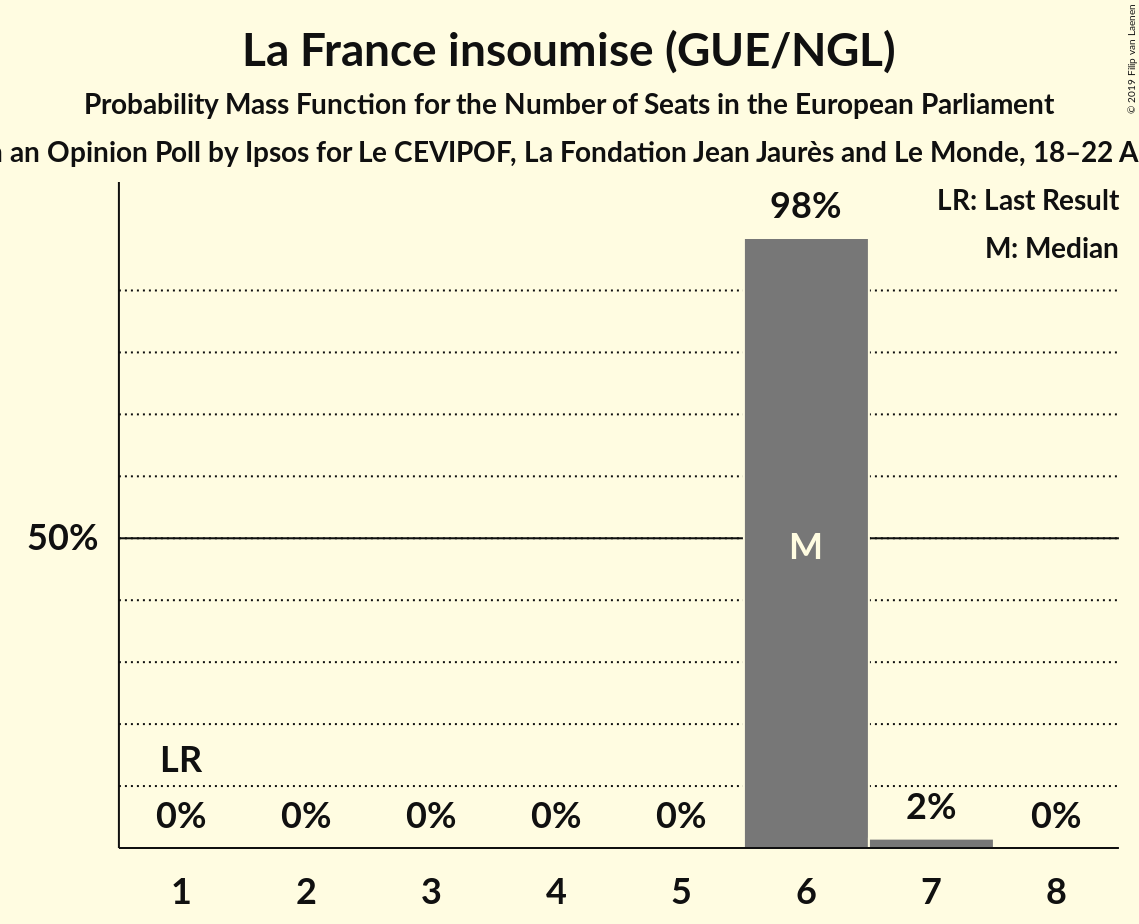 La France insoumise (GUE/NGL)
Probability Mass Function for the Number of Seats in the European Parliament
an Opinion Poll by Ipsos for Le CEVIPOF, La Fondation Jean Jaurès and Le Monde, 18–22 A
© 2019 Filip van Laenen
LR: Last Result
M: Median
98%
50%
M
LR
0% 0% 0% 0% 0% 2% 0%
1 2 3 4 5 6 7 8